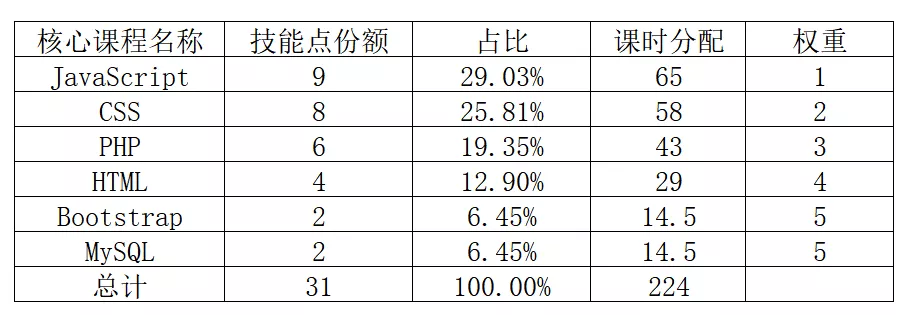 核心课程名称 技能点份额 占比 课时分配 权重
JavaScript 9 29.03% 65 1
CSS 8 25.81% 58 2
PHP 6 19.35% 43 3
HTML 4 12.90% 29 4
Bootstrap 2 6.45% 14.5 5
MySQL 2 6.45% 14.5 5
总计 31 100.00% 224